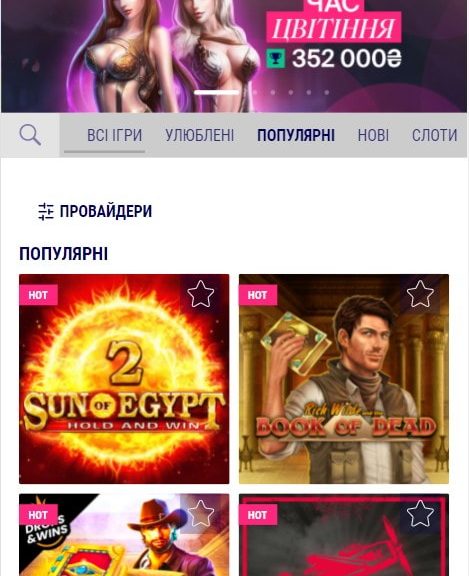 ЧАС
ЦВІТІННЯ
352 000₴
ВСІ ІГРИ УЛЮБЛЕНІ ПОПУЛЯРНІ НОВІ СЛОТИ
ПРОВАЙДЕРИ
ПОПУЛЯРНІ
HOT
2
SUN OF EGYPT
HOLD AND WIN
HOT
Rich Wilde and the
BOOK OF DEAD
HOT
DROPS
& WINS
HOT